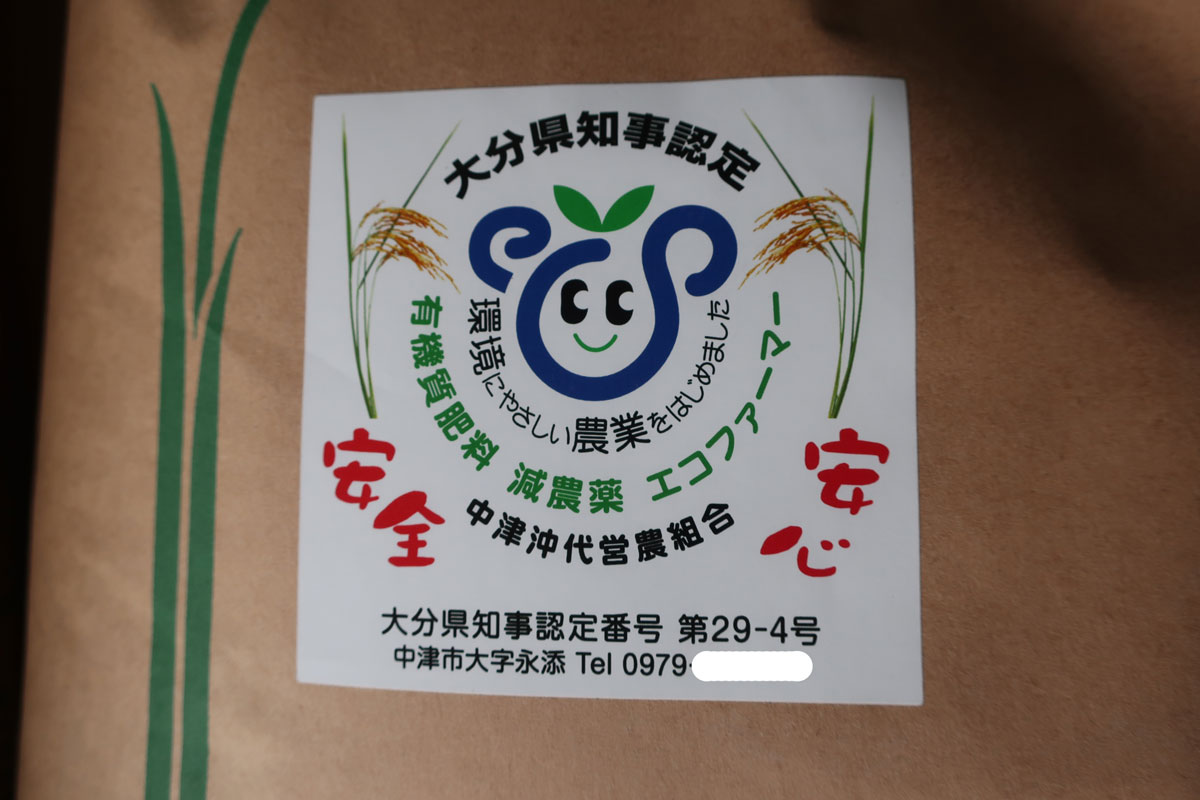 大分県知事認定
環境にやさしい農業をはじめました
有機質肥料 減農薬 エコファーマー
中津沖代営農組合
安全
安心
大分県知事認定番号 第29-4号
中津市大字永添 Tel 0979-